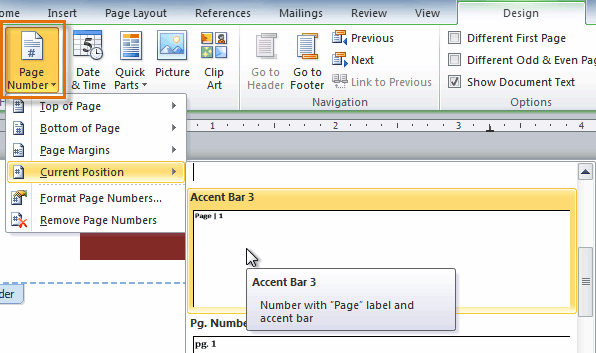 ome Insert Page Layout References Mailings Review View Design
Page Number
Date & Time
Quick Parts
Picture
Clip Art
Go to Header
Go to Footer
Previous
Next
Link to Previous
Navigation
Different First Page
Different Odd & Even Pa
Show Document Text
Options
Top of Page
Bottom of Page
Page Margins
Current Position
Format Page Numbers...
Remove Page Numbers
1 2 3 4
Accent Bar 3
Page | 1
Accent Bar 3
Number with "Page" label and
accent bar
Pg. Numbe
pg. 1
der